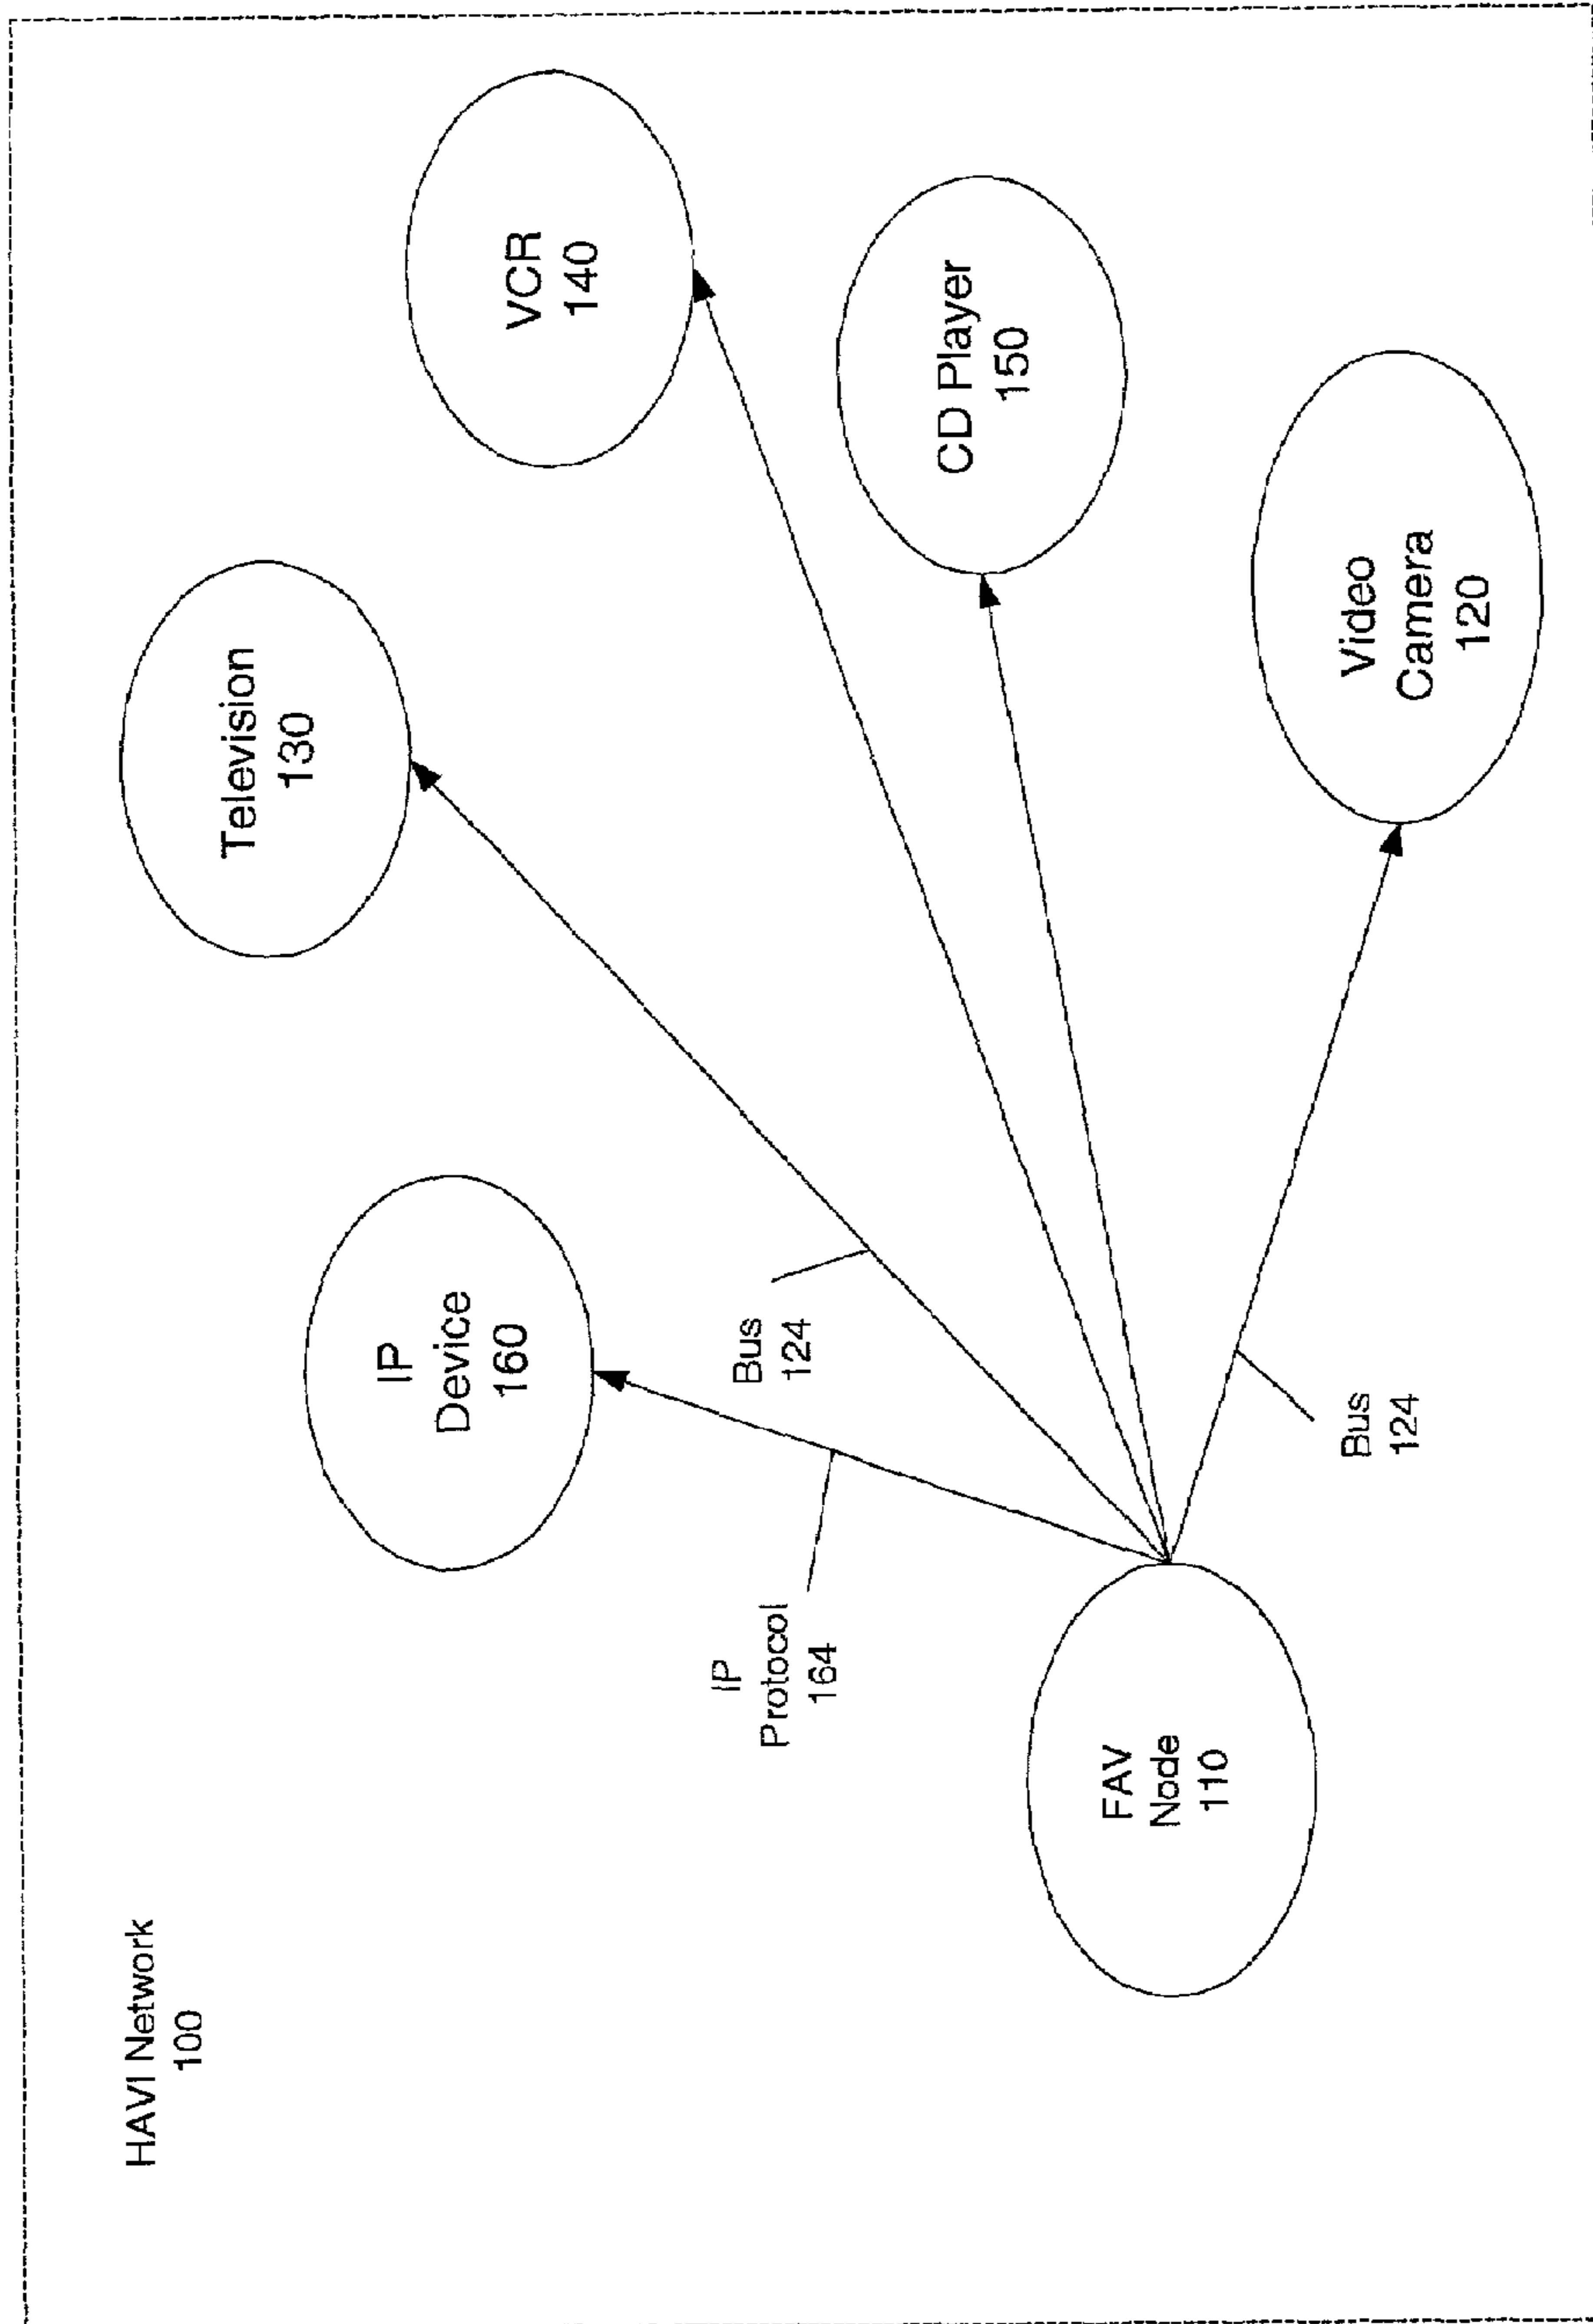 HAVI Network
100
IP
Device
160
Television
130
VCR
140
CD Player
150
Video
Camera
120
IP
Protocol
164
Bus
124
Bus
124
FAV
Node
110